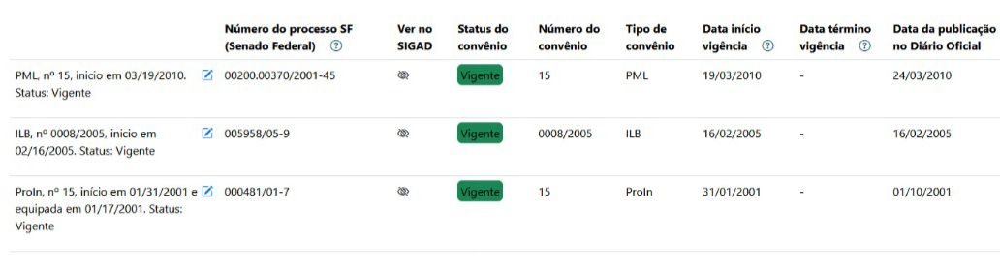 Número do processo SF (Senado Federal) Ver no SIGAD Status do convênio Número do convênio Tipo de convênio Data início vigência Data término vigência Data da publicação no Diário Oficial
PML, nº 15, inicio em 03/19/2010. 00200.00370/2001-45 Vigente 15 PML 19/03/2010 - 24/03/2010
Status: Vigente
ILB, nº 0008/2005, inicio em 005958/05-9 Vigente 0008/2005 ILB 16/02/2005 - 16/02/2005
02/16/2005. Status: Vigente
ProIn, nº 15, início em 01/31/2001 e 000481/01-7 Vigente 15 ProIn 31/01/2001 - 01/10/2001
equipada em 01/17/2001. Status:
Vigente